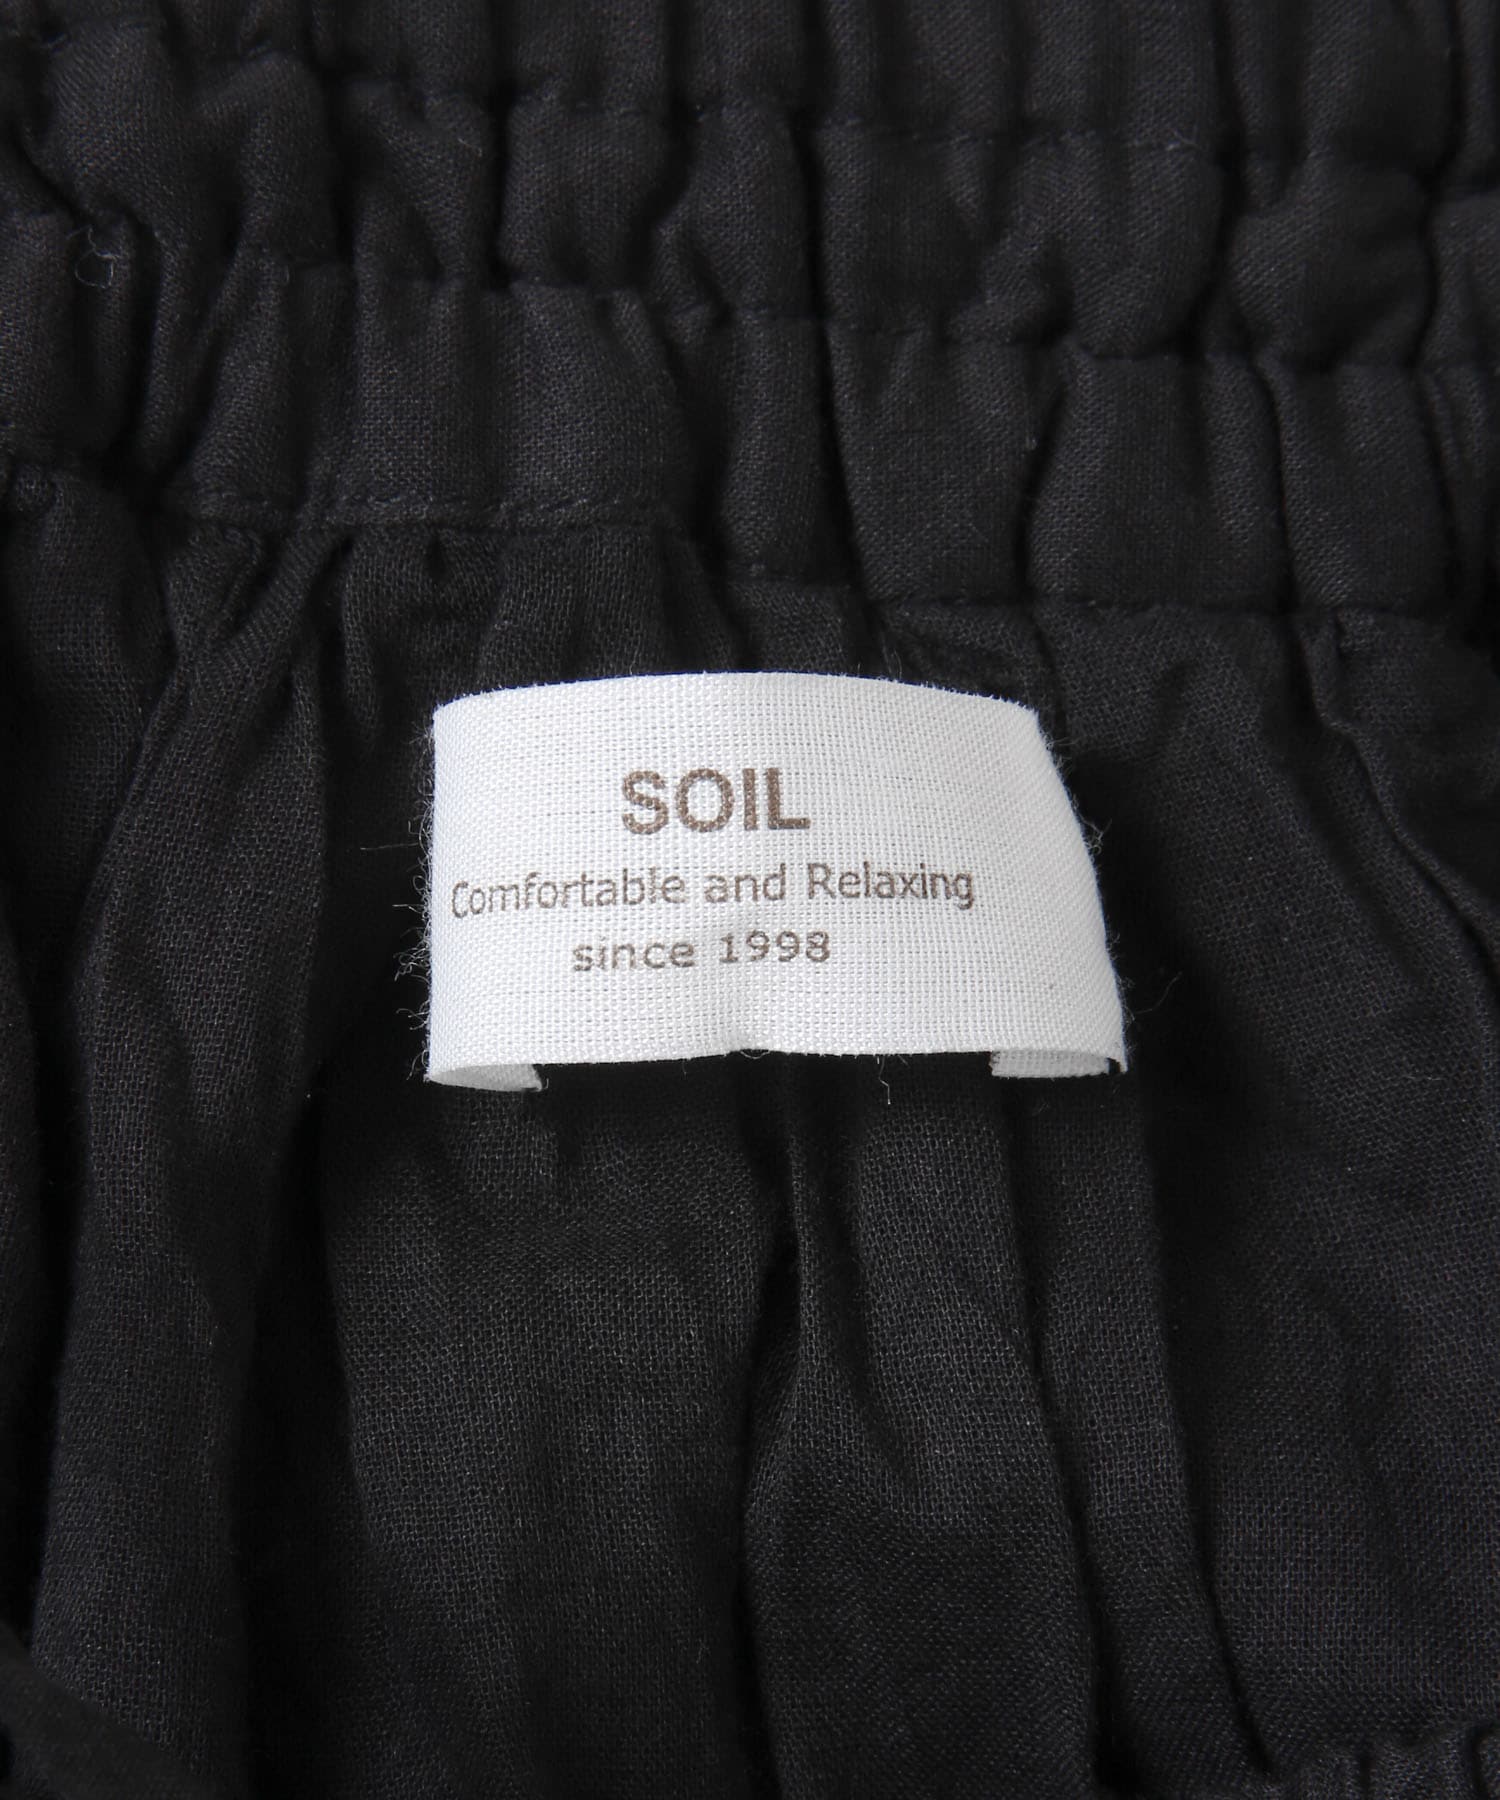 SOIL
Comfortable and Relaxing
since 1998